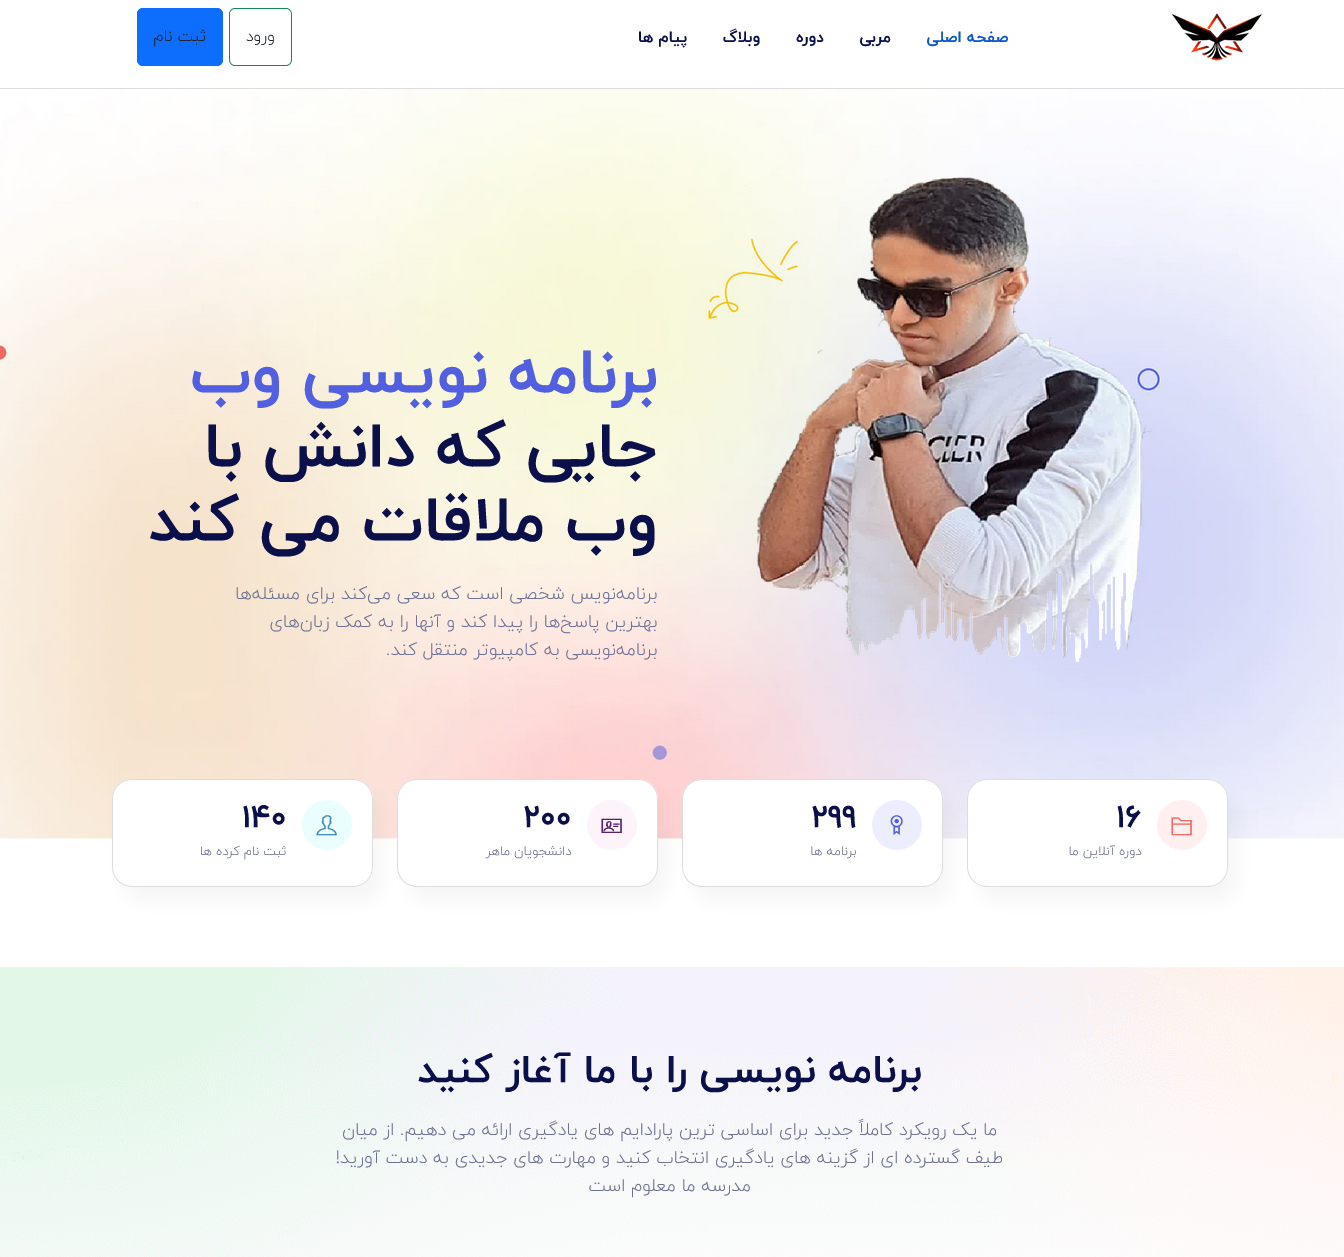 صفحه اصلی
مربی
دوره
وبلاگ
پیام ها
ورود
ثبت نام
برنامه نویسی وب
جایی که دانش با
وب ملاقات می کند
برنامه‌نویس شخصی است که سعی می‌کند برای مسئله‌ها
بهترین پاسخ‌ها را پیدا کند و آنها را به کمک زبان‌های
برنامه‌نویسی به کامپیوتر منتقل کند.
۱۶
دوره آنلاین ما
۲۹۹
برنامه ها
۲۰۰
دانشجویان ماهر
۱۴۰
ثبت نام کرده ها
برنامه نویسی را با ما آغاز کنید
ما یک رویکرد کاملاً جدید برای اساسی ترین پارادایم های یادگیری ارائه می دهیم. از میان
طیف گسترده ای از گزینه های یادگیری انتخاب کنید و مهارت های جدیدی به دست آورید!
مدرسه ما معلوم است